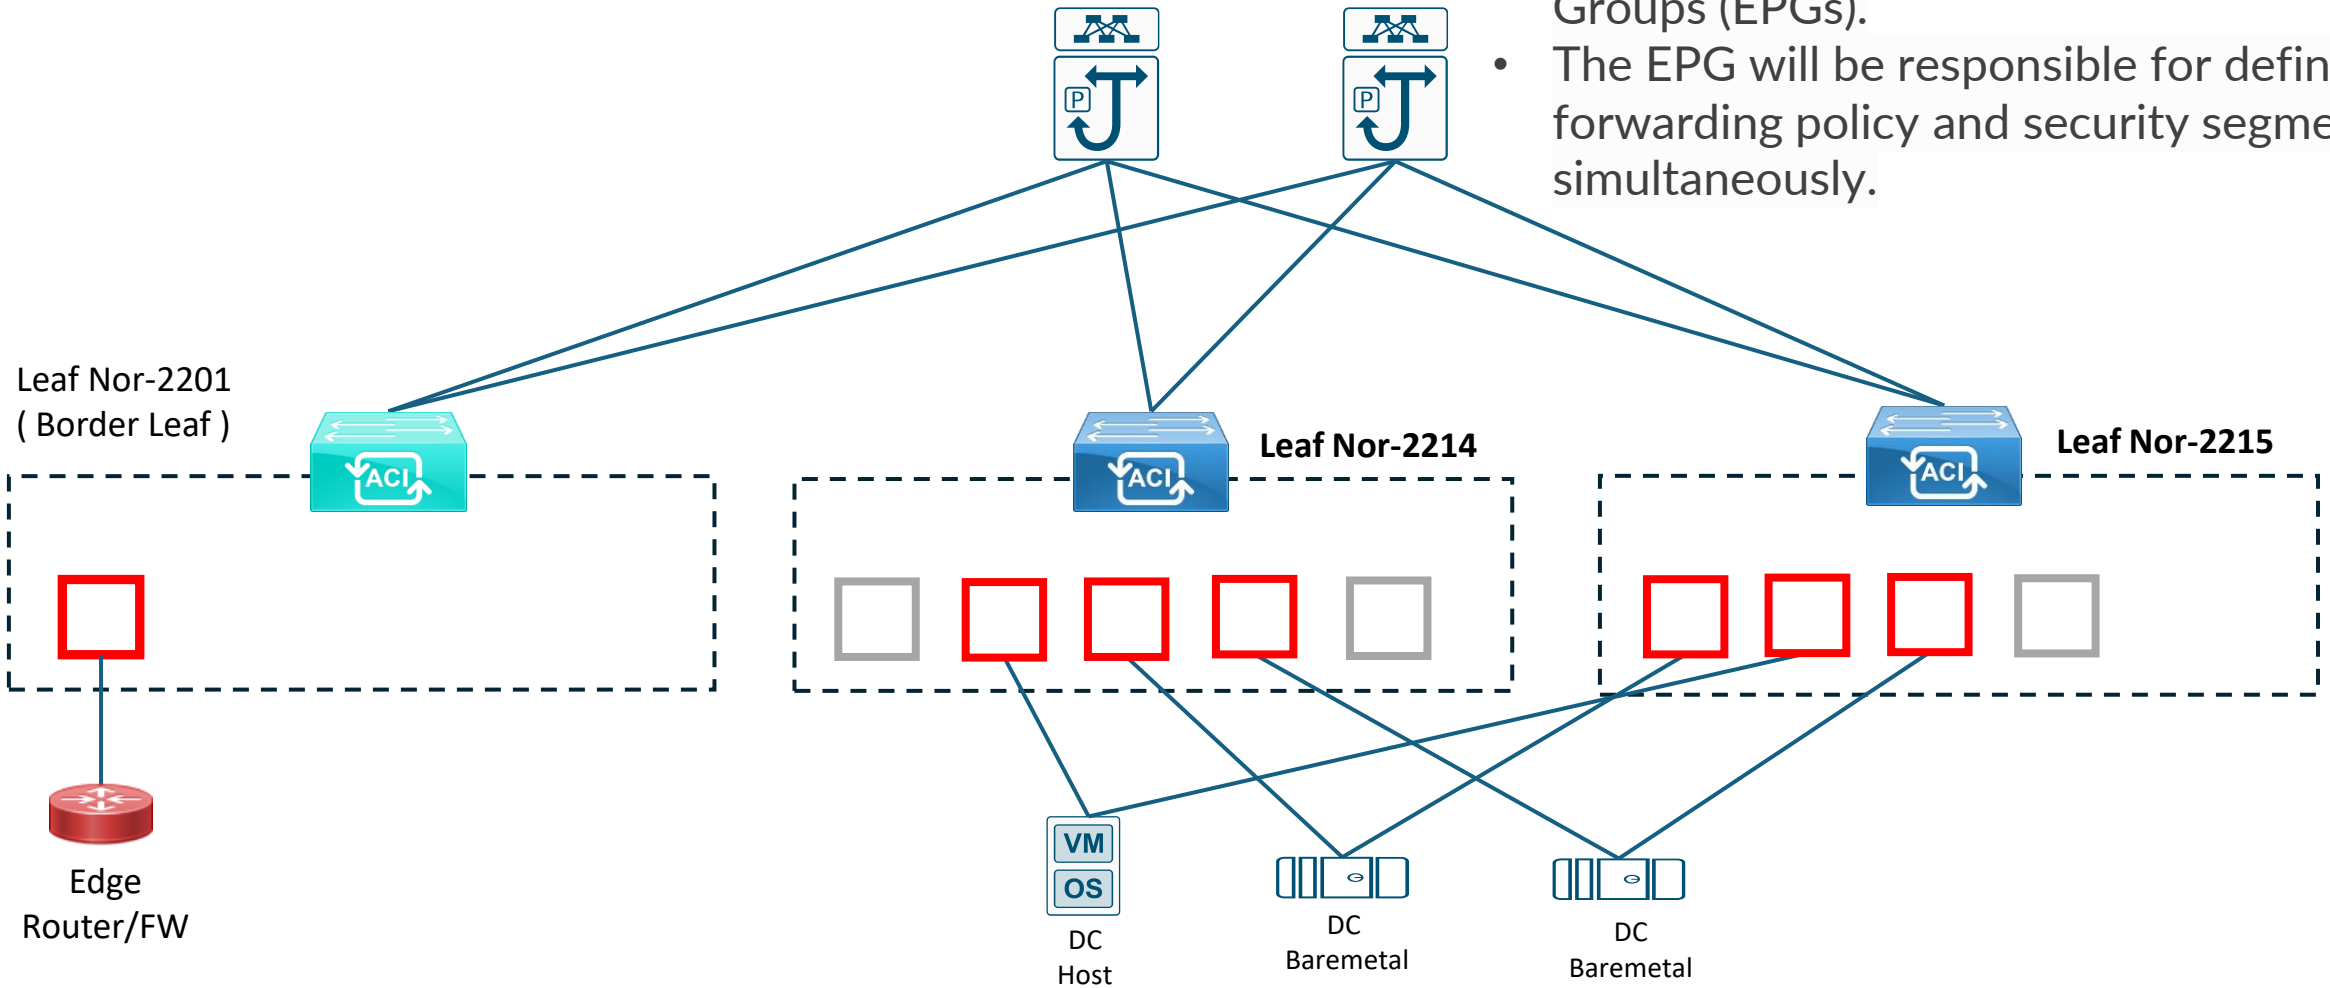 Groups (EPGs).
• The EPG will be responsible for defin
forwarding policy and security segme
simultaneously.
P
P
Leaf Nor-2201
( Border Leaf )
ACI
Leaf Nor-2214
ACI
Leaf Nor-2215
ACI
Edge
Router/FW
VM
OS
DC
Host
DC
Baremetal
DC
Baremetal